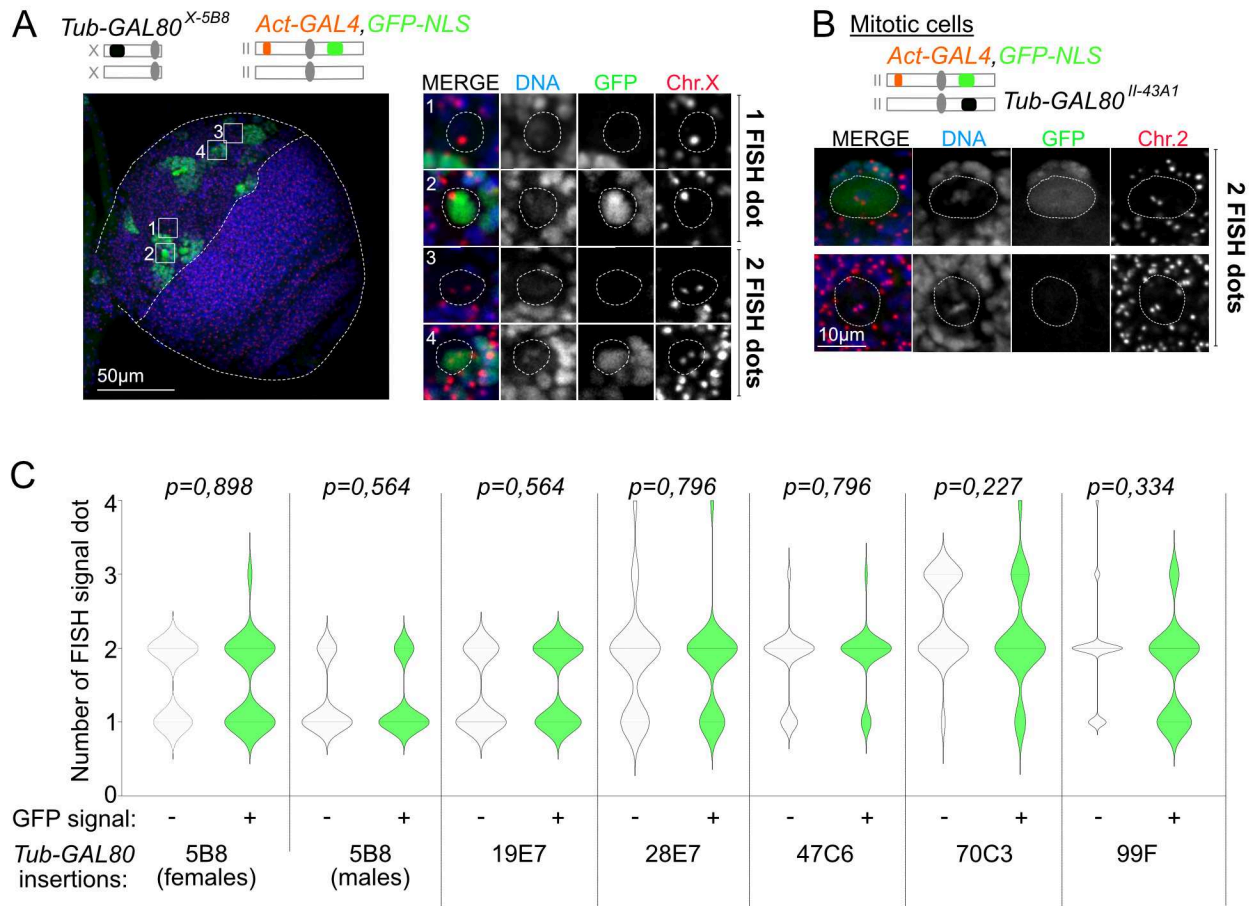 A
Tub-GAL80 X-5B8
Act-GAL4,GFP-NLS
X
X
II
II
MERGE DNA GFP Chr.X
1
2
3
4
1 FISH dot
2 FISH dots
3
4
1
2
50µm
B
Mitotic cells
Act-GAL4,GFP-NLS
II
II
Tub-GAL80 II-43A1
MERGE DNA GFP Chr.2
2 FISH dots
10µm
C
p=0,898 p=0,564 p=0,564 p=0,796 p=0,796 p=0,227 p=0,334
Number of FISH signal dot
4
3
2
1
0
GFP signal: - + - + - + - + - + - + - +
Tub-GAL80 5B8 5B8 19E7 28E7 47C6 70C3 99F
insertions: (females) (males)